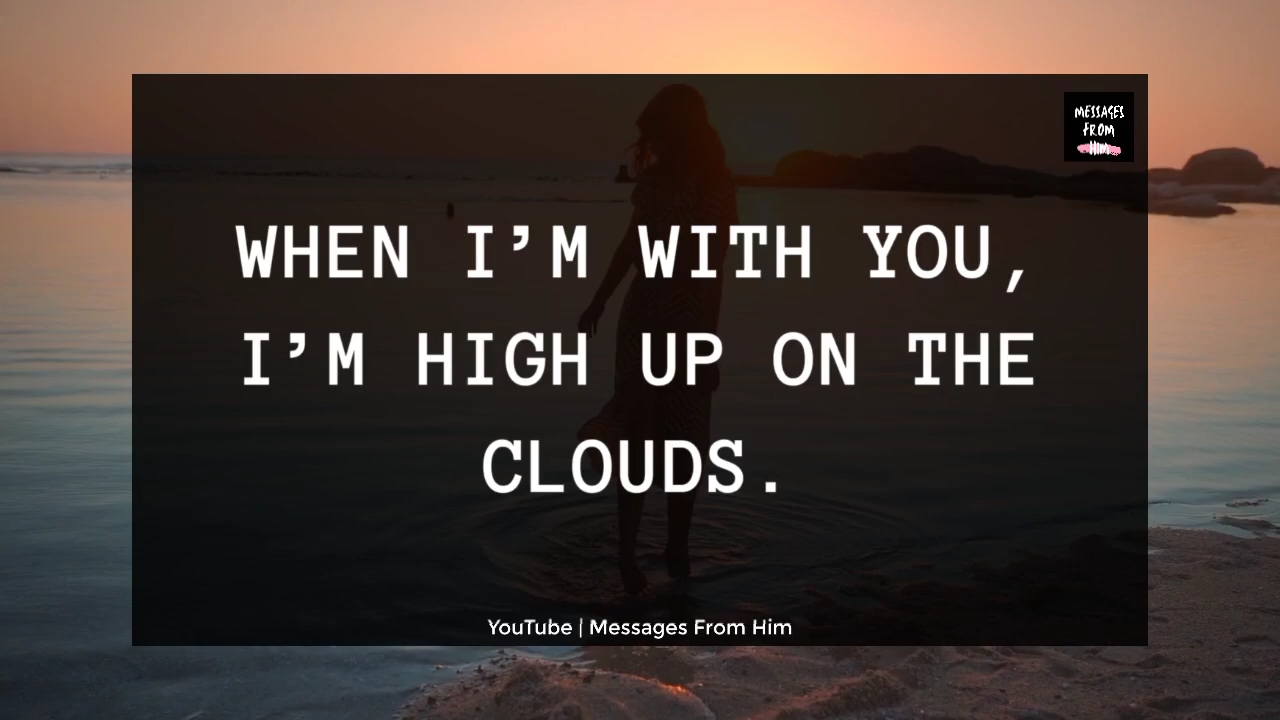 MESSAGES
FROM
HIM
WHEN I’M WITH YOU,
I’M HIGH UP ON THE
CLOUDS.
YouTube | Messages From Him